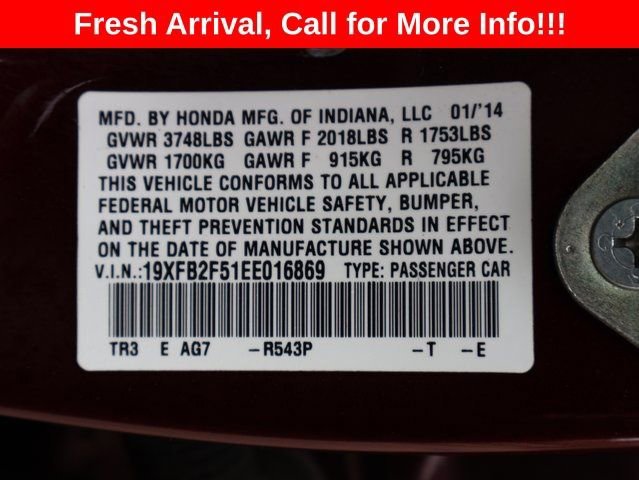 Fresh Arrival, Call for More Info!!!
MFD. BY HONDA MFG. OF INDIANA, LLC 01/'14
GVWR 3748LBS GAWR F 2018LBS R 1753LBS
GVWR 1700KG GAWR F 915KG R 795KG
THIS VEHICLE CONFORMS TO ALL APPLICABLE
FEDERAL MOTOR VEHICLE SAFETY, BUMPER,
AND THEFT PREVENTION STANDARDS IN EFFECT
ON THE DATE OF MANUFACTURE SHOWN ABOVE.
V.I.N.:19XFB2F51EE016869 TYPE: PASSENGER CAR
TR3 E AG7 –R543P –T –E